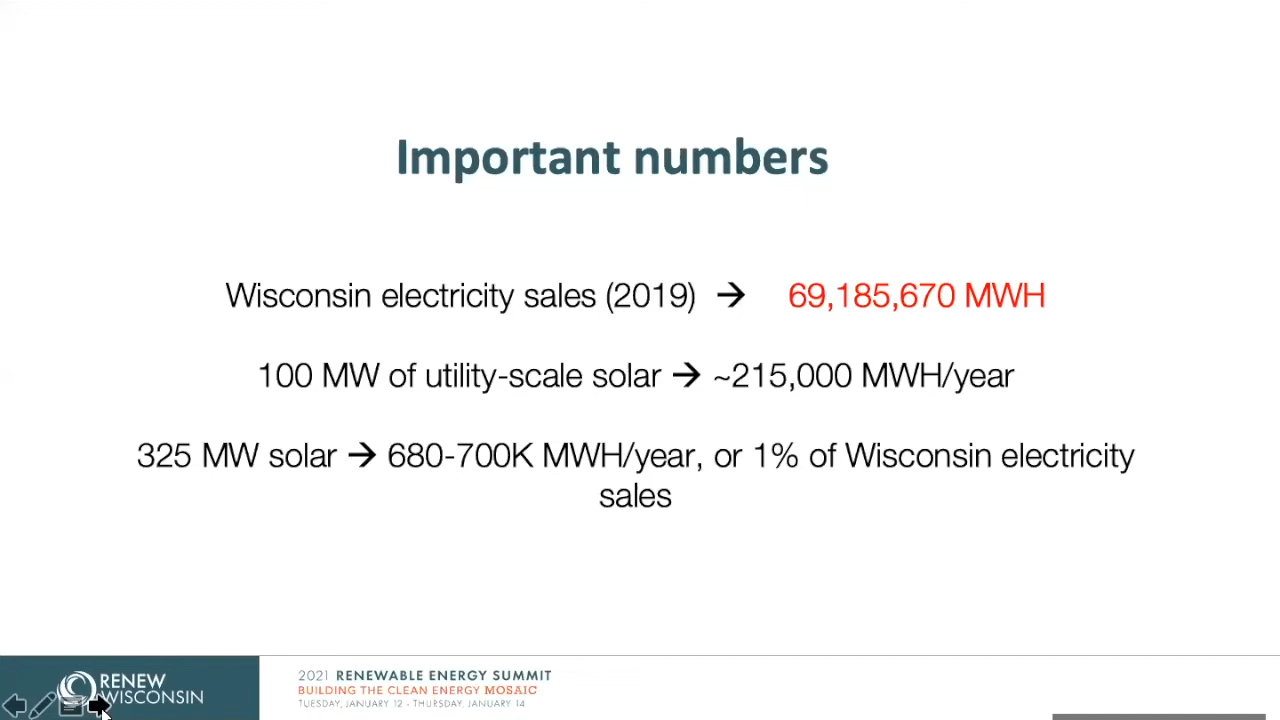 Important numbers
Wisconsin electricity sales (2019) → 69,185,670 MWH
100 MW of utility-scale solar → ~215,000 MWH/year
325 MW solar → 680-700K MWH/year, or 1% of Wisconsin electricity
sales
RENEW
WISCONSIN
2021 RENEWABLE ENERGY SUMMIT
BUILDING THE CLEAN ENERGY MOSAIC
TUESDAY, JANUARY 12 - THURSDAY, JANUARY 14